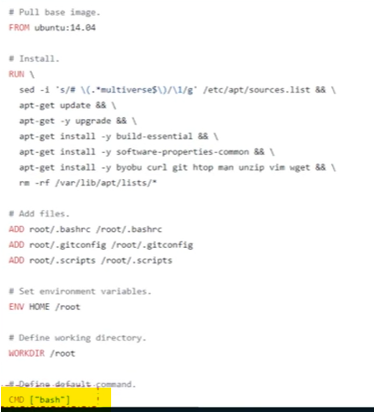 # Pull base image.
FROM ubuntu:14.04
# Install.
RUN \
sed -i 's/# \(.*multiverse$\)/\1/g' /etc/apt/sources.list && \
apt-get update && \
apt-get -y upgrade && \
apt-get install -y build-essential && \
apt-get install -y software-properties-common && \
apt-get install -y byobu curl git htop man unzip vim wget && \
rm -rf /var/lib/apt/lists/*
# Add files.
ADD root/.bashrc /root/.bashrc
ADD root/.gitconfig /root/.gitconfig
ADD root/.scripts /root/.scripts
# Set environment variables.
ENV HOME /root
# Define working directory.
WORKDIR /root
# Define default command.
CMD ["bash"]